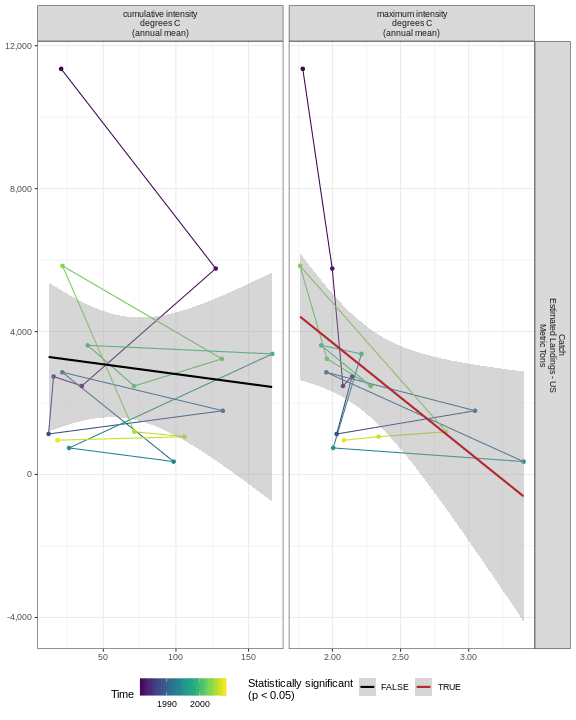 cumulative intensity
degrees C
(annual mean)
maximum intensity
degrees C
(annual mean)
12,000
8,000
4,000
0
-4,000
50
100
150
2.00
2.50
3.00
Catch
Estimated Landings - US
Metric Tons
Time
1990
2000
Statistically significant
(p < 0.05)
FALSE
TRUE